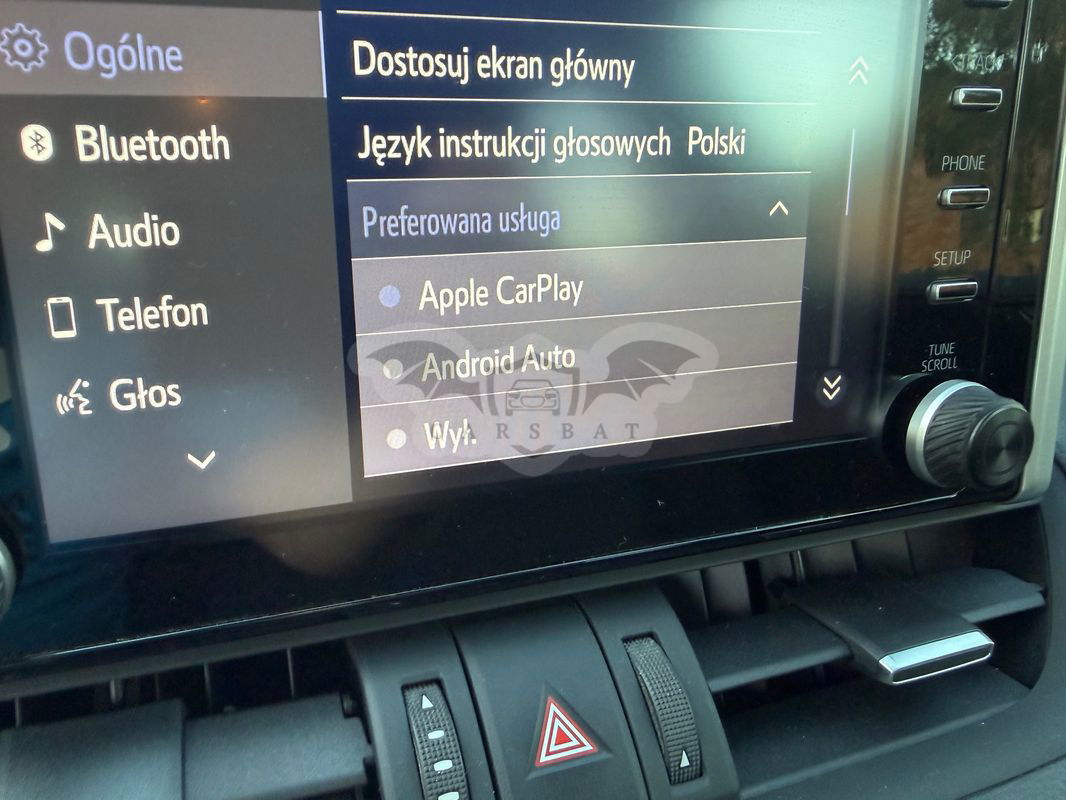 Ogólne
Bluetooth
Audio
Telefon
Głos
Dostosuj ekran główny
Język instrukcji głosowych Polski
Preferowana usługa
Apple CarPlay
Android Auto
Wył.
PHONE
SETUP
TUNE
SCROLL